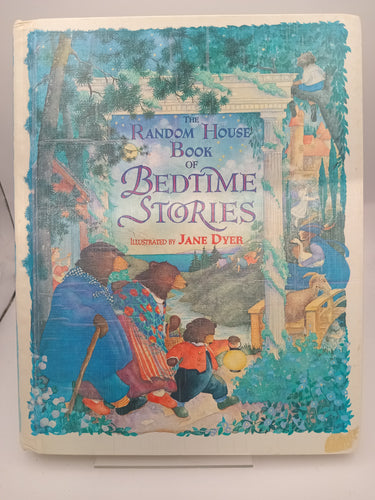 THE
RANDOM HOUSE
BOOK
OF
BEDTIME
STORIES
ILLUSTRATED BY JANE DYER